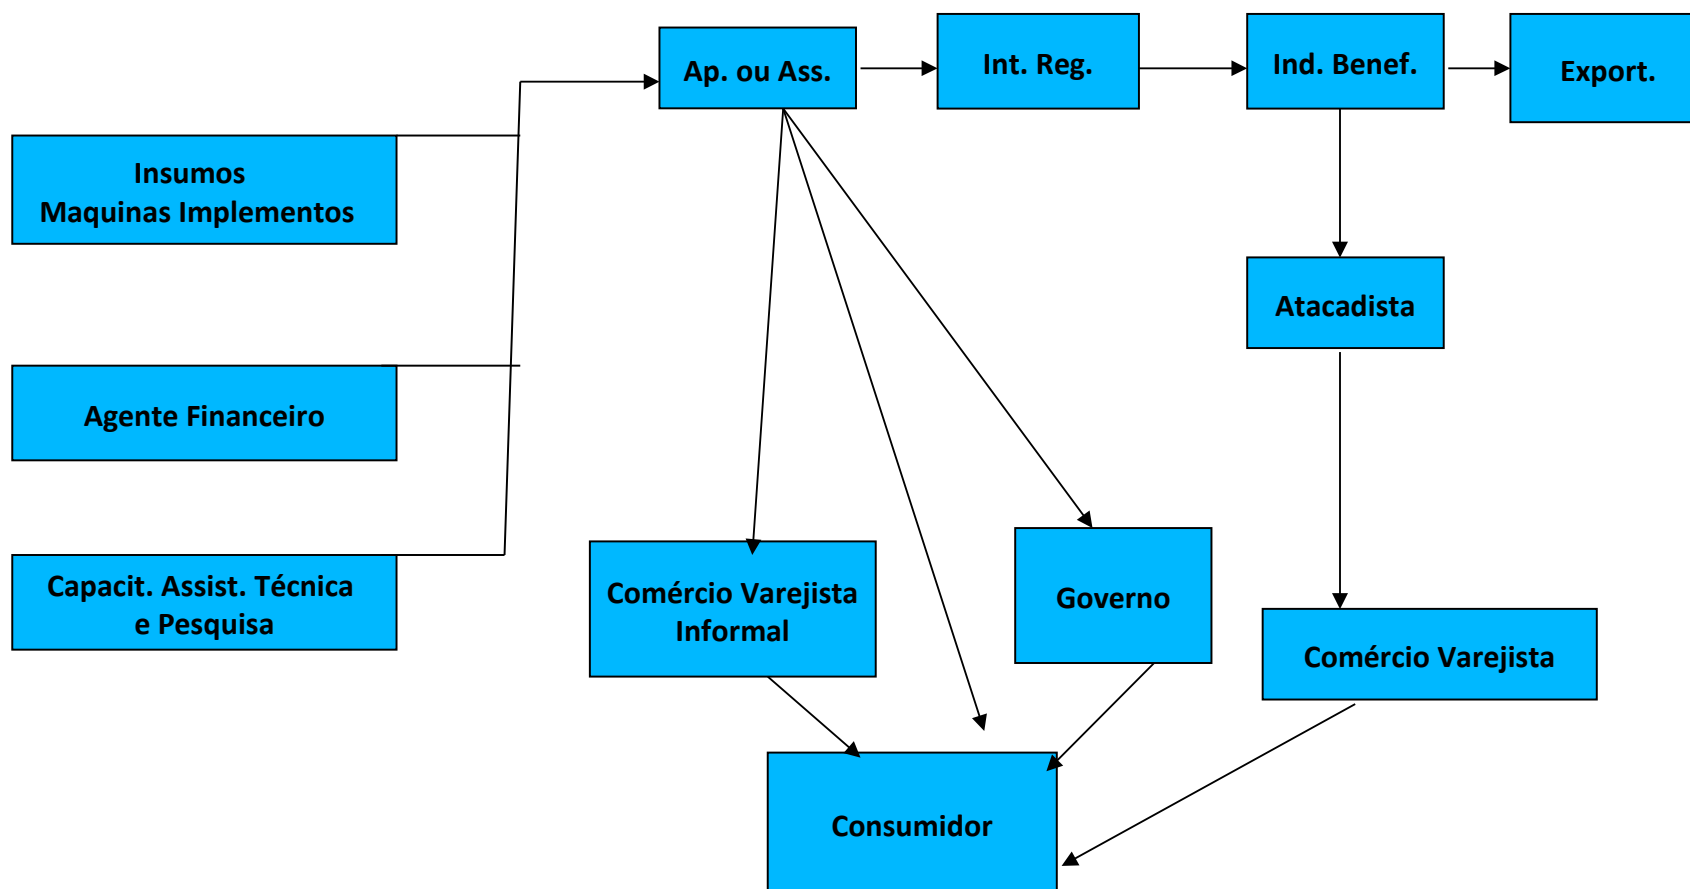 Ap. ou Ass.
Int. Reg.
Ind. Benef.
Export.
Insumos
Maquinas Implementos
Atacadista
Agente Financeiro
Capacit. Assist. Técnica
e Pesquisa
Comércio Varejista
Informal
Governo
Comércio Varejista
Consumidor